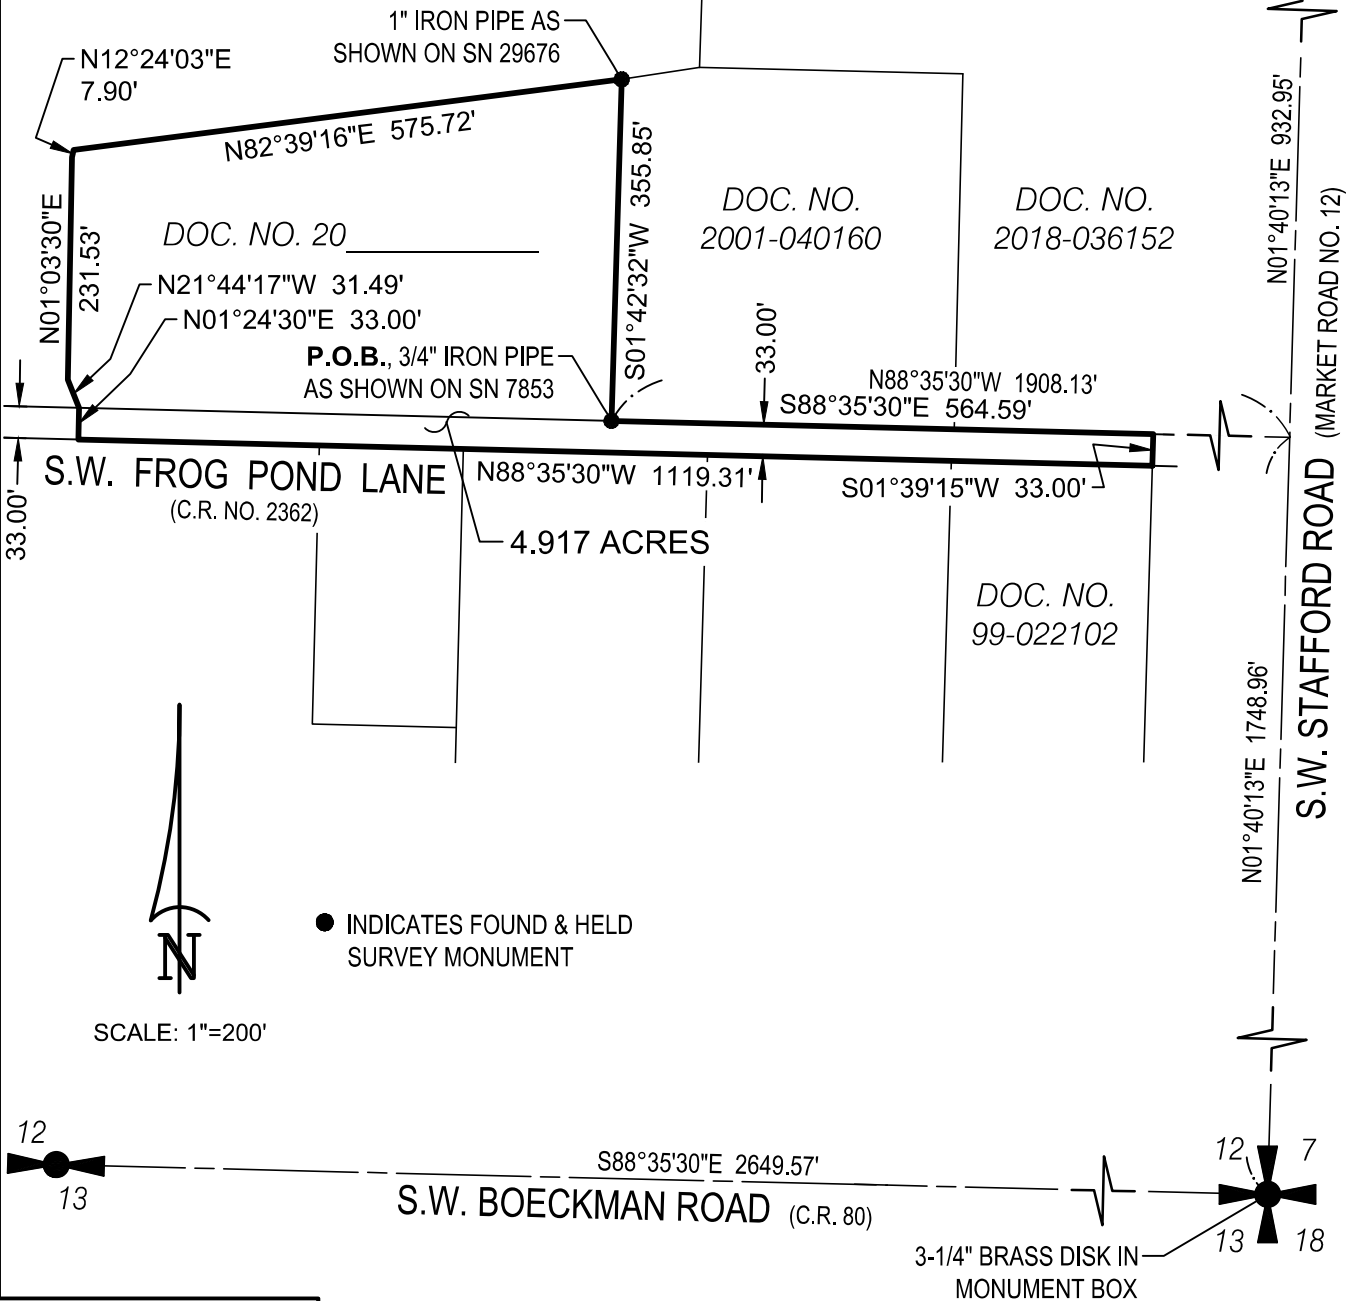 1" IRON PIPE AS
SHOWN ON SN 29676
N12°24'03"E
7.90'
N82°39'16"E 575.72'
N01°40'13"E 932.95'
S01°42'32"W 355.85'
N01°03'30"E
231.53'
DOC. NO. 20
DOC. NO.
2001-040160
DOC. NO.
2018-036152
(MARKET ROAD NO. 12)
N21°44'17"W 31.49'
N01°24'30"E 33.00'
P.O.B., 3/4" IRON PIPE
AS SHOWN ON SN 7853
33.00'
N88°35'30"W 1908.13'
S88°35'30"E 564.59'
S.W. FROG POND LANE
(C.R. NO. 2362)
N88°35'30"W 1119.31'
S01°39'15"W 33.00'
33.00'
4.917 ACRES
S.W. STAFFORD ROAD
DOC. NO.
99-022102
N01°40'13"E 1748.96'
N
INDICATES FOUND & HELD
SURVEY MONUMENT
SCALE: 1"=200'
12
13
S88°35'30"E 2649.57'
S.W. BOECKMAN ROAD (C.R. 80)
12 7
13 18
3-1/4" BRASS DISK IN
MONUMENT BOX